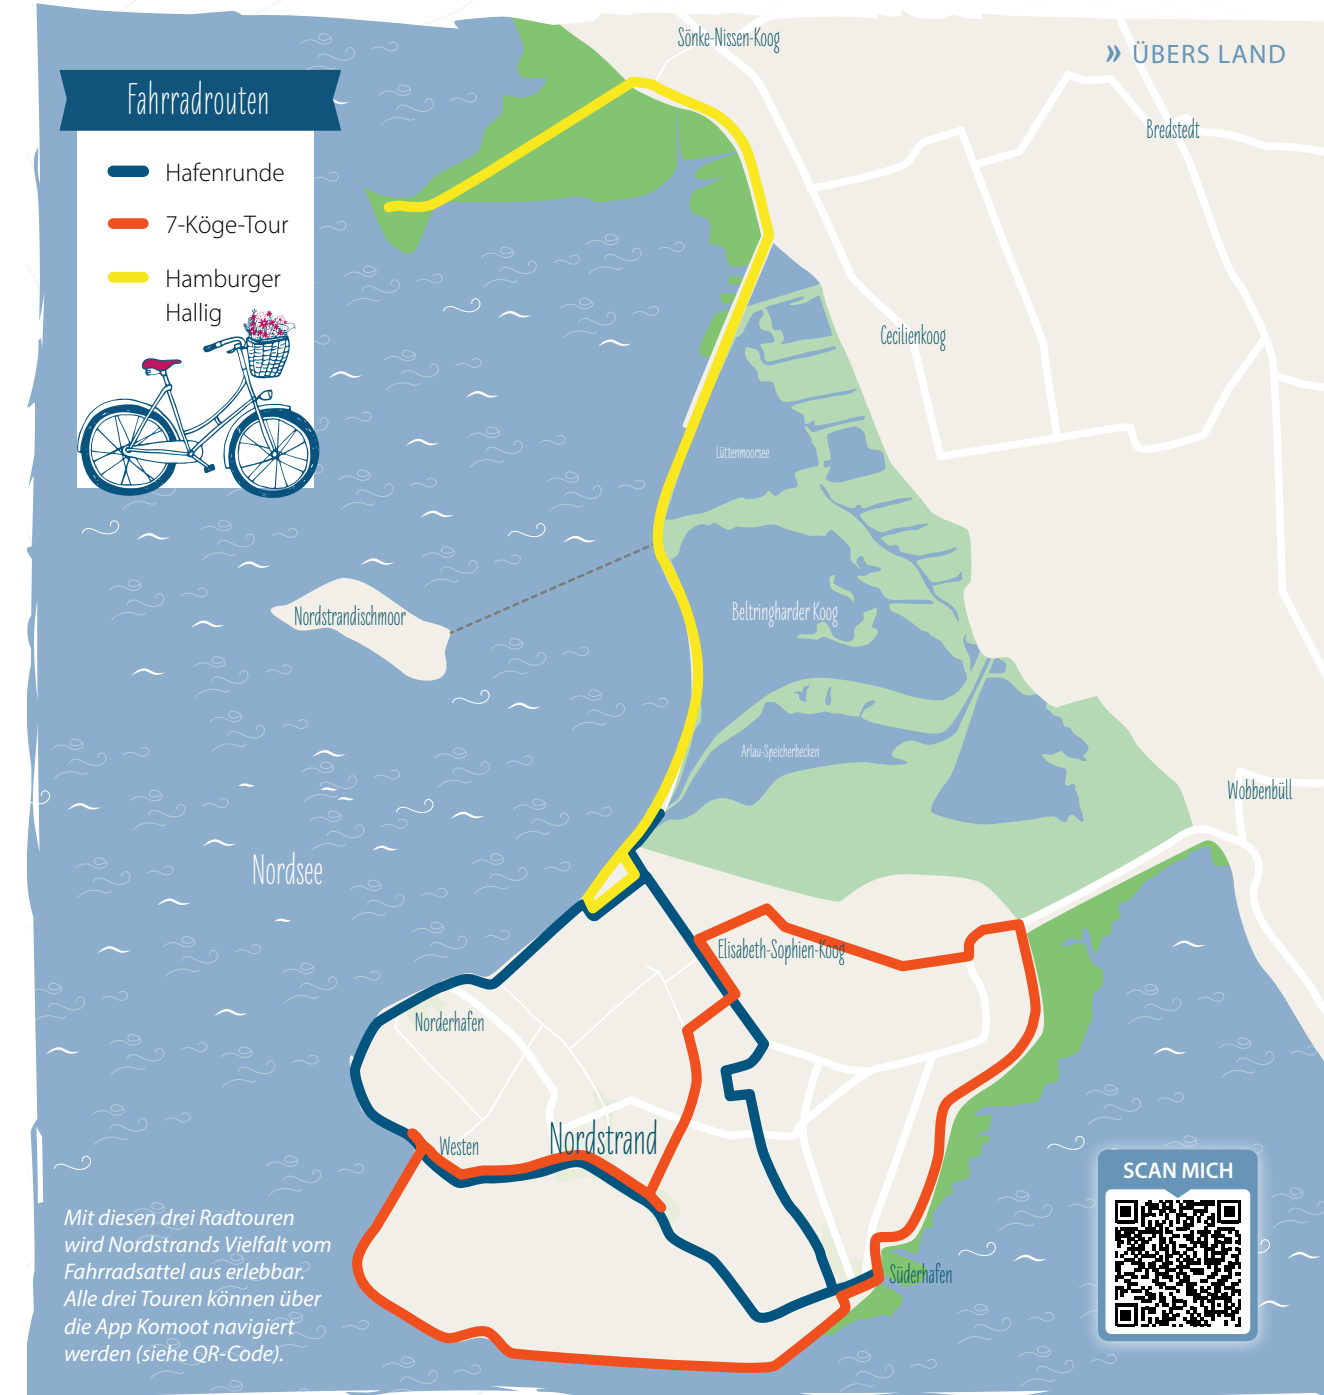 » ÜBERS LAND
Fahrradrouten
Hafenrunde
7-Köge-Tour
Hamburger
Hallig
Sönke-Nissen-Koog
Bredstedt
Cecilienkoog
Lüttenmoorsee
Nordstrandischmoor
Beltringharder Koog
Arlau-Speicherbecken
Wobbenbüll
Nordsee
Elisabeth-Sophien-Koog
Norderhafen
Westen
Nordstrand
Süderhafen
SCAN MICH
Mit diesen drei Radtouren
wird Nordstrands Vielfalt vom
Fahrradsattel aus erlebbar.
Alle drei Touren können über
die App Komoot navigiert
werden (siehe QR-Code).